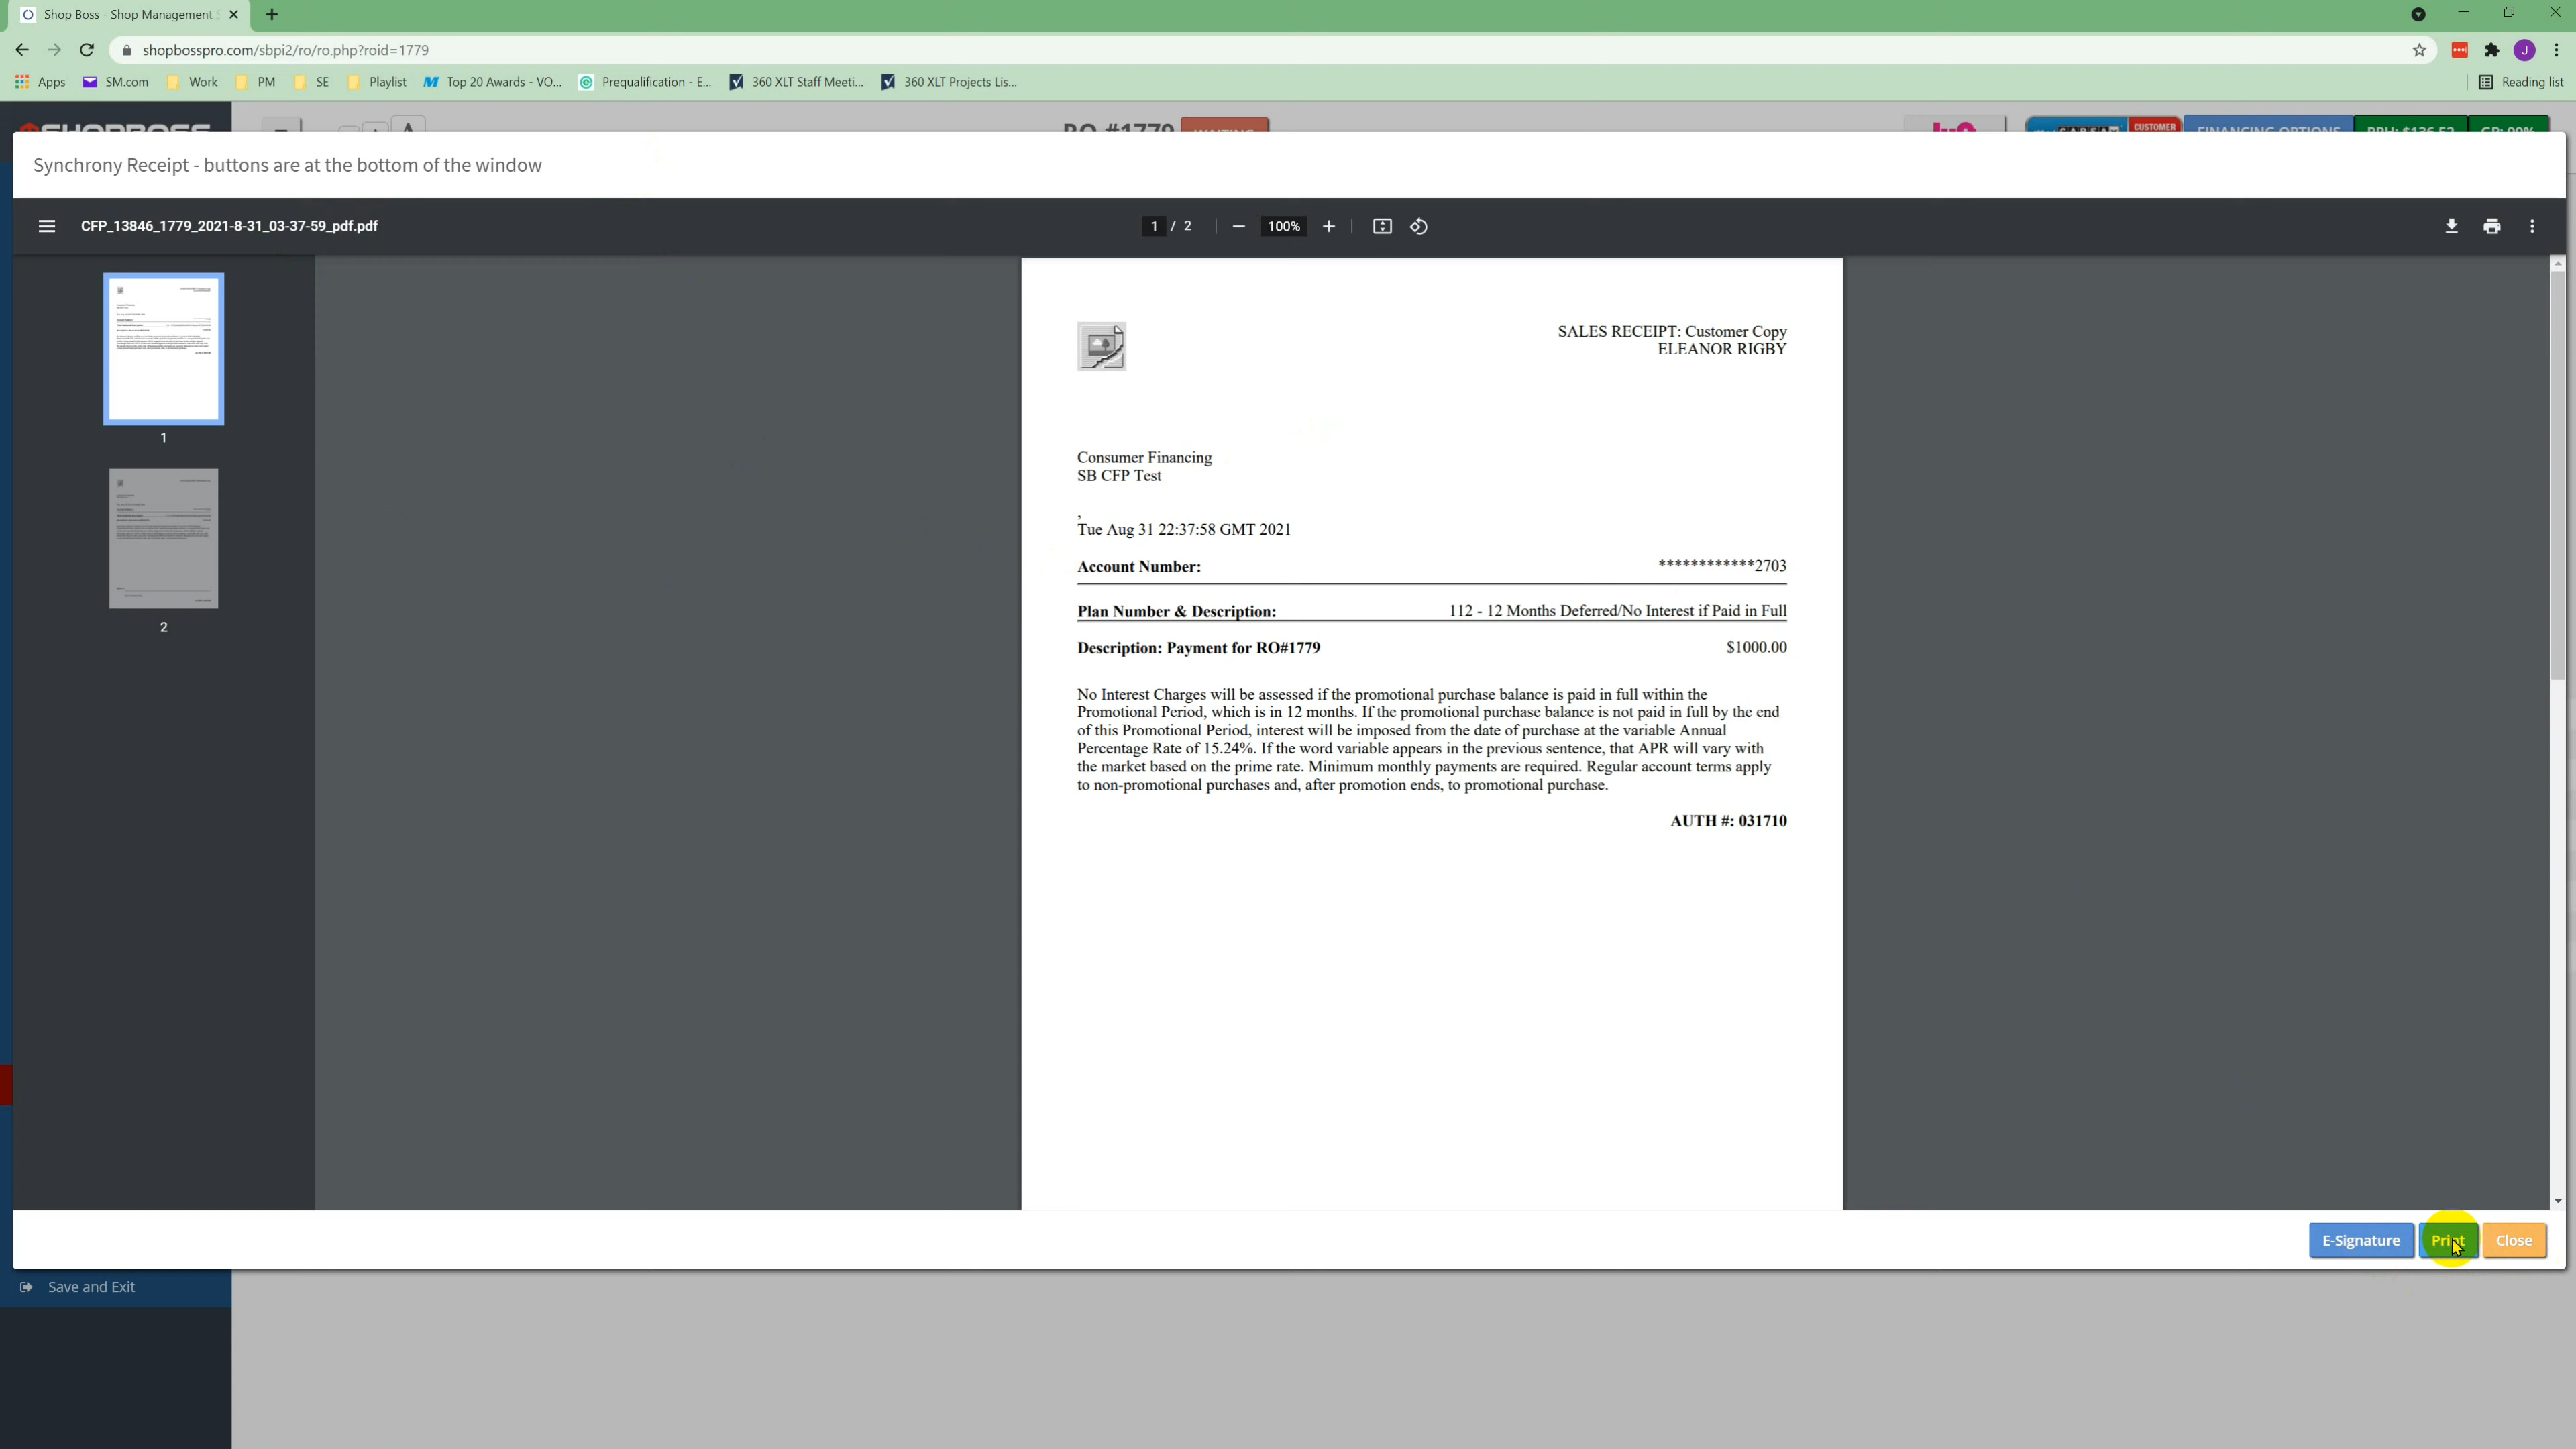 Shop Boss - Shop Management
shopbosspro.com/sbpi2/ro/ro.php?roid=1779
J
Apps SM.com Work PM SE Playlist Top 20 Awards - VO... Prequalification - E... 360 XLT Staff Meeti... 360 XLT Projects Lis... Reading list
CUSTOMER
Synchrony Receipt - buttons are at the bottom of the window
CFP_13846_1779_2021-8-31_03-37-59_pdf.pdf
1 / 2
100%
1
2
SALES RECEIPT: Customer Copy
ELEANOR RIGBY
Consumer Financing
SB CFP Test
,
Tue Aug 31 22:37:58 GMT 2021
Account Number: ************2703
Plan Number & Description: 112 - 12 Months Deferred/No Interest if Paid in Full
Description: Payment for RO#1779 $1000.00
No Interest Charges will be assessed if the promotional purchase balance is paid in full within the
Promotional Period, which is in 12 months. If the promotional purchase balance is not paid in full by the end
of this Promotional Period, interest will be imposed from the date of purchase at the variable Annual
Percentage Rate of 15.24%. If the word variable appears in the previous sentence, that APR will vary with
the market based on the prime rate. Minimum monthly payments are required. Regular account terms apply
to non-promotional purchases and, after promotion ends, to promotional purchase.
AUTH #: 031710
E-Signature Print Close
Save and Exit